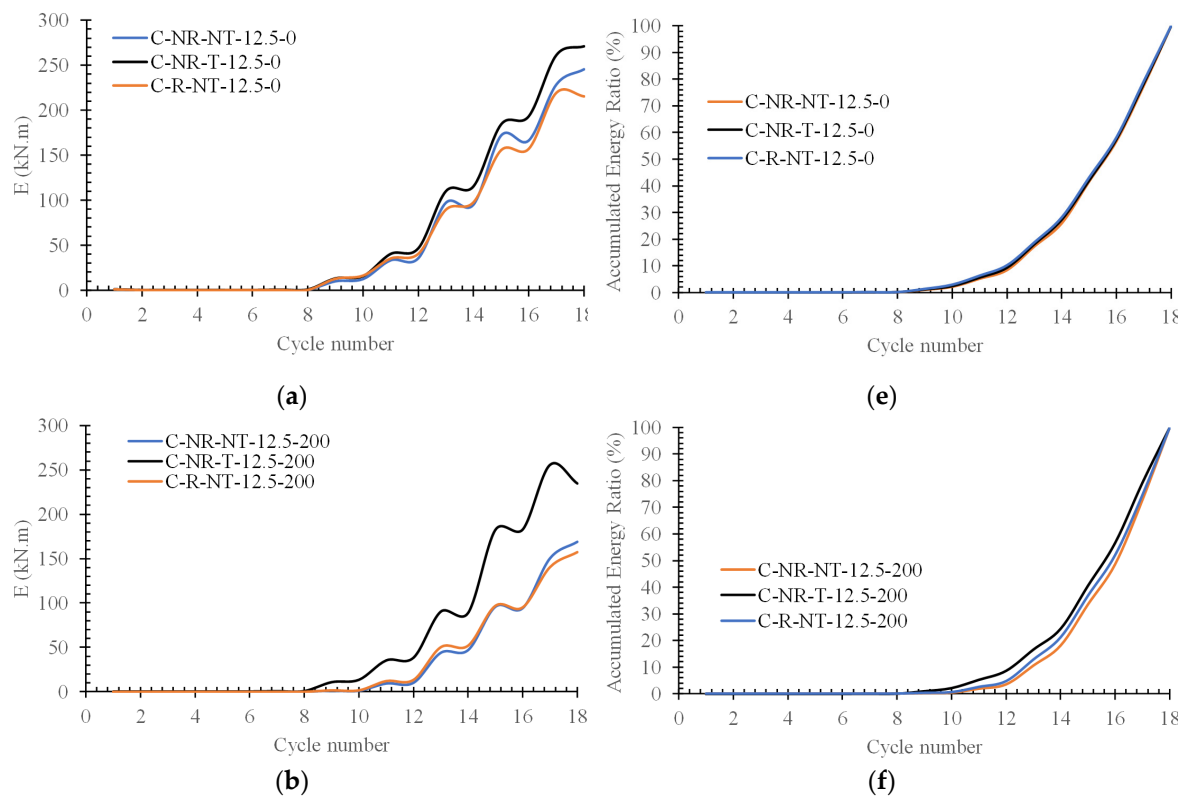 300
250
200
150
100
50
0
E (kN.m)
C-NR-NT-12.5-0
C-NR-T-12.5-0
C-R-NT-12.5-0
0 2 4 6 8 10 12 14 16 18
Cycle number
(a)
100
90
80
70
60
50
40
30
20
10
0
Accumulated Energy Ratio (%)
C-NR-NT-12.5-0
C-NR-T-12.5-0
C-R-NT-12.5-0
0 2 4 6 8 10 12 14 16 18
Cycle number
(e)
300
250
200
150
100
50
0
E (kN.m)
C-NR-NT-12.5-200
C-NR-T-12.5-200
C-R-NT-12.5-200
0 2 4 6 8 10 12 14 16 18
Cycle number
(b)
100
90
80
70
60
50
40
30
20
10
0
Accumulated Energy Ratio (%)
C-NR-NT-12.5-200
C-NR-T-12.5-200
C-R-NT-12.5-200
0 2 4 6 8 10 12 14 16 18
Cycle number
(f)